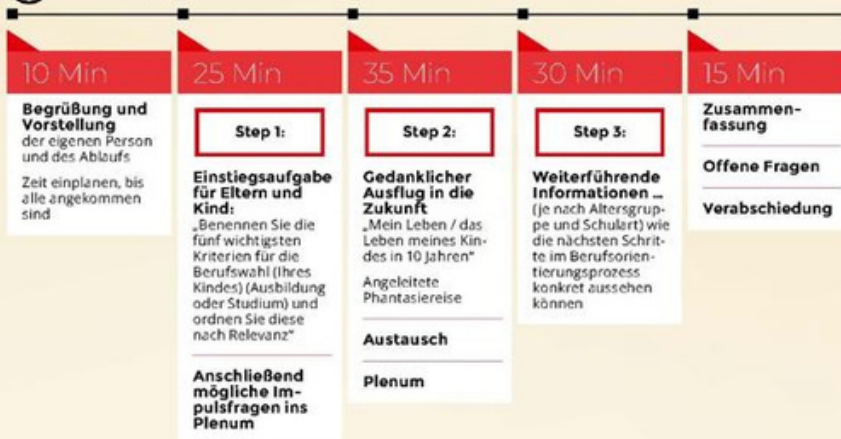 10 Min
Begrüßung und
Vorstellung
der eigenen Person
und des Ablaufs
Zeit einplanen, bis
alle angekommen
sind
25 Min
Step 1:
Einstiegsaufgabe
für Eltern und
Kind:
„Benennen Sie die
fünf wichtigsten
Kriterien für die
Berufswahl (Ihres
Kindes) (Ausbildung
oder Studium) und
ordnen Sie diese
nach Relevanz“
Anschließend
mögliche Im-
pulsfragen ins
Plenum
35 Min
Step 2:
Gedanklicher
Ausflug in die
Zukunft
„Mein Leben / das
Leben meines Kin-
des in 10 Jahren“
Angeleitete
Phantasiereise
Austausch
Plenum
30 Min
Step 3:
Weiterführende
Informationen ...
(je nach Altersgrup-
pe und Schulart) wie
die nächsten Schrit-
te im Berufsorien-
tierungsprozess
konkret aussehen
können
15 Min
Zusammen-
fassung
Offene Fragen
Verabschiedung